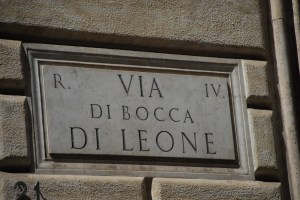 R. VIA IV.
DI BOCCA
DI LEONE